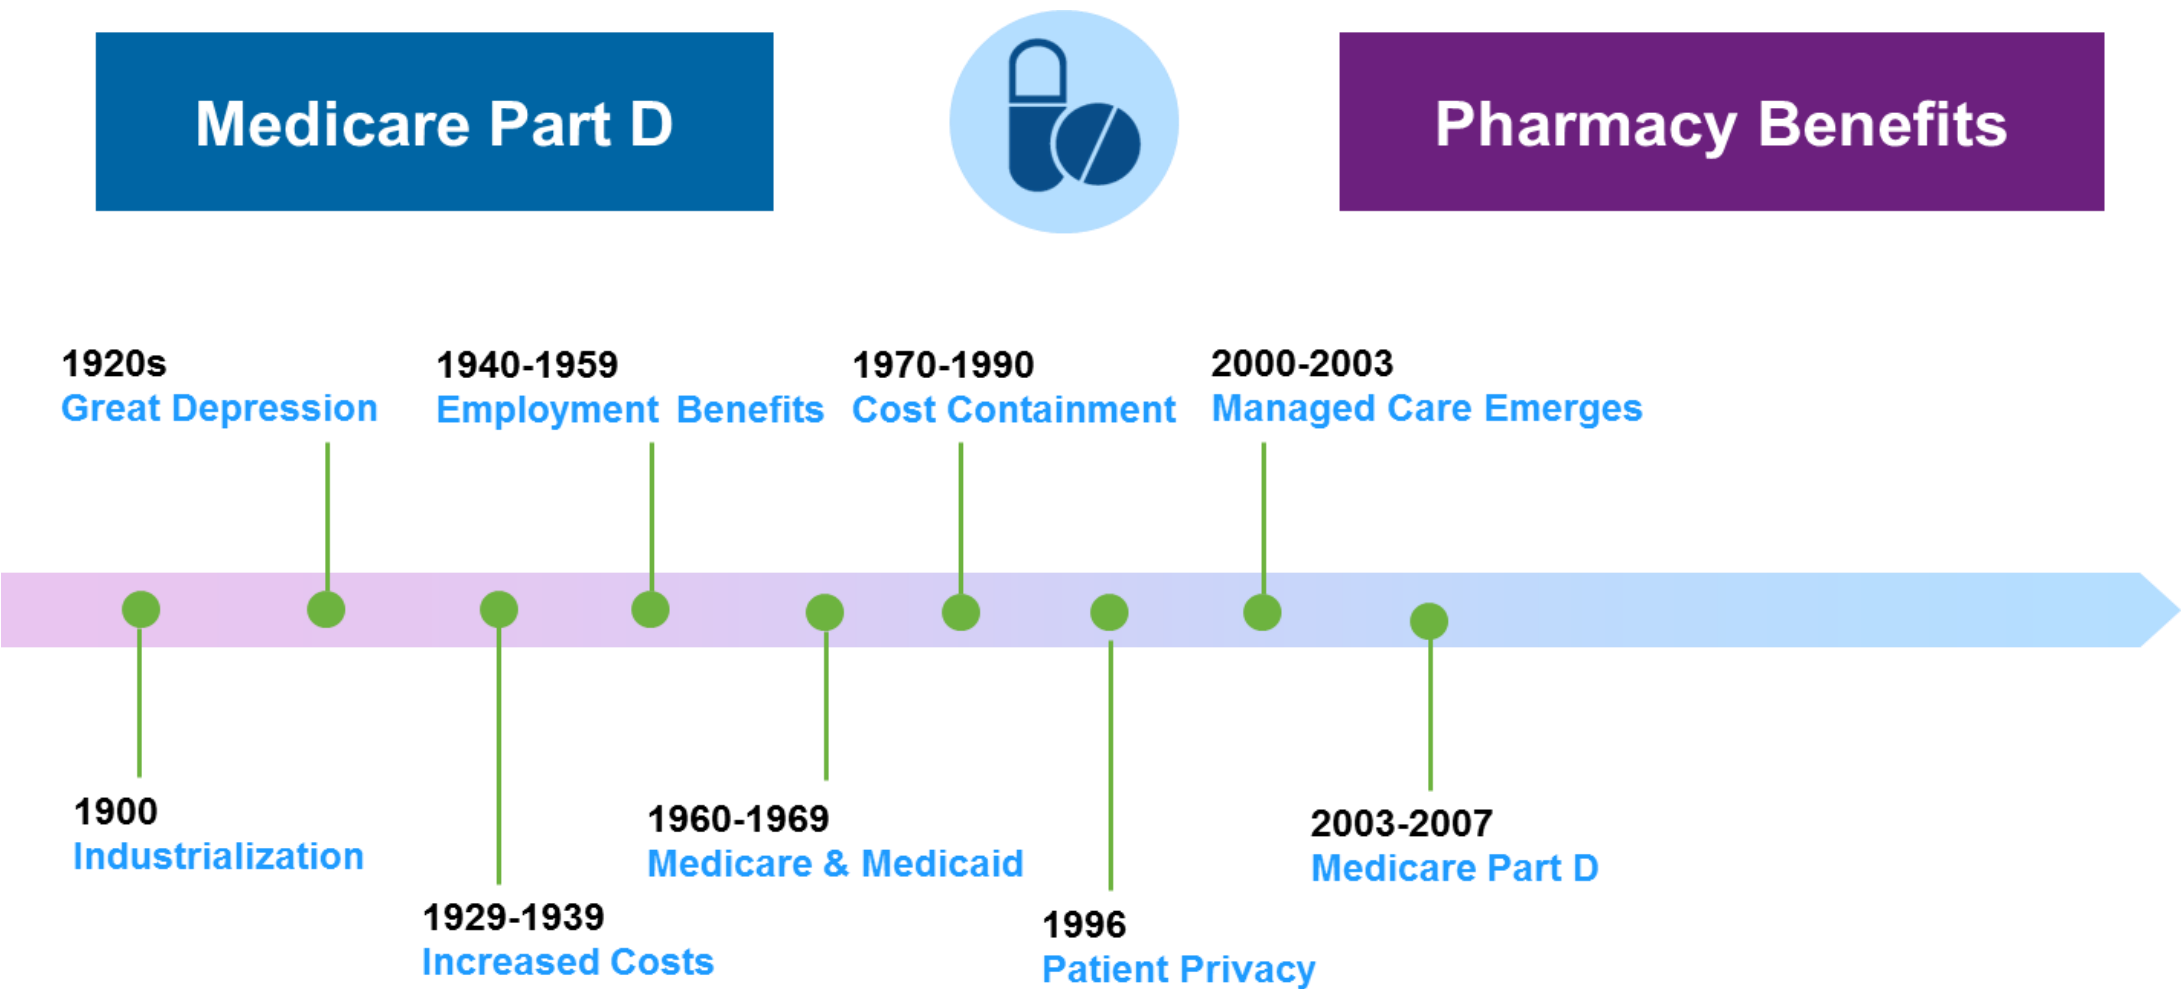 Medicare Part D
Pharmacy Benefits
1920s
Great Depression
1940-1959
Employment Benefits
1970-1990
Cost Containment
2000-2003
Managed Care Emerges
1900
Industrialization
1929-1939
Increased Costs
1960-1969
Medicare & Medicaid
1996
Patient Privacy
2003-2007
Medicare Part D